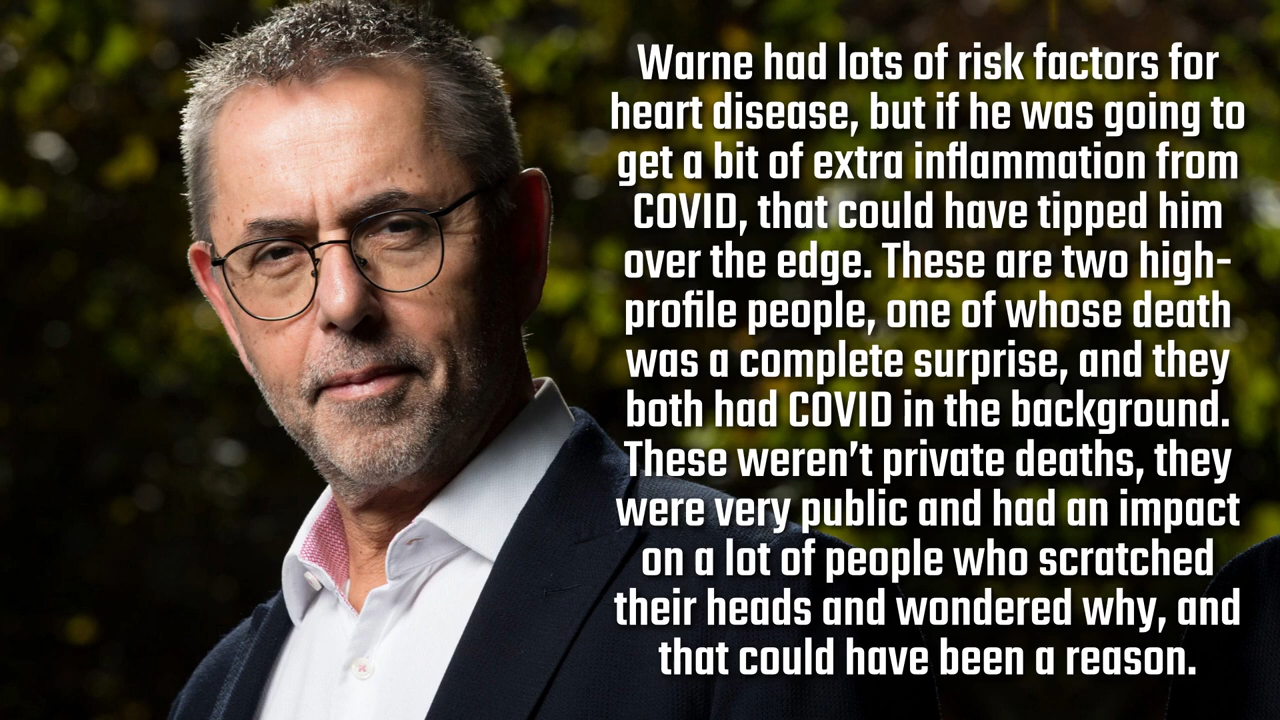 Warne had lots of risk factors for
heart disease, but if he was going to
get a bit of extra inflammation from
COVID, that could have tipped him
over the edge. These are two high-
profile people, one of whose death
was a complete surprise, and they
both had COVID in the background.
These weren’t private deaths, they
were very public and had an impact
on a lot of people who scratched
their heads and wondered why, and
that could have been a reason.